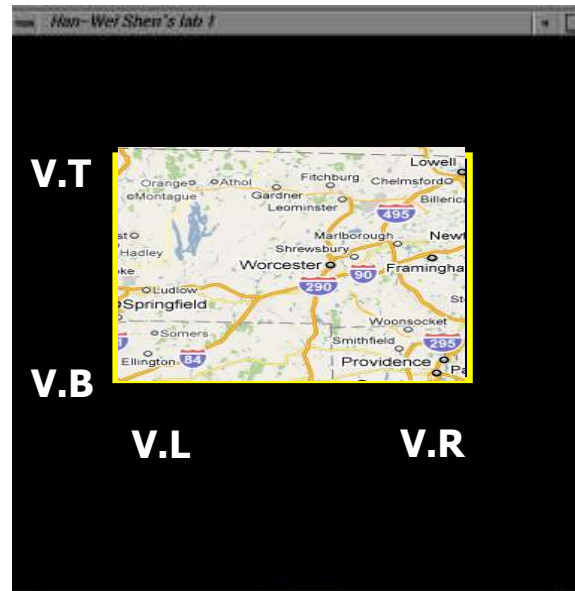 Han-Wei Shen's lab 1
V.T
Lowell
Orange Athol Fitchburg Chelmsford
Montague Gardner Billerica
Leominster
495
Marlborough
Shrewsbury
Hadley
Worcester 90 Framingha
290
Ludlow
Springfield
Woonsocket
Somers Smithfield 295
Ellington 84 Providence
V.B
V.L V.R